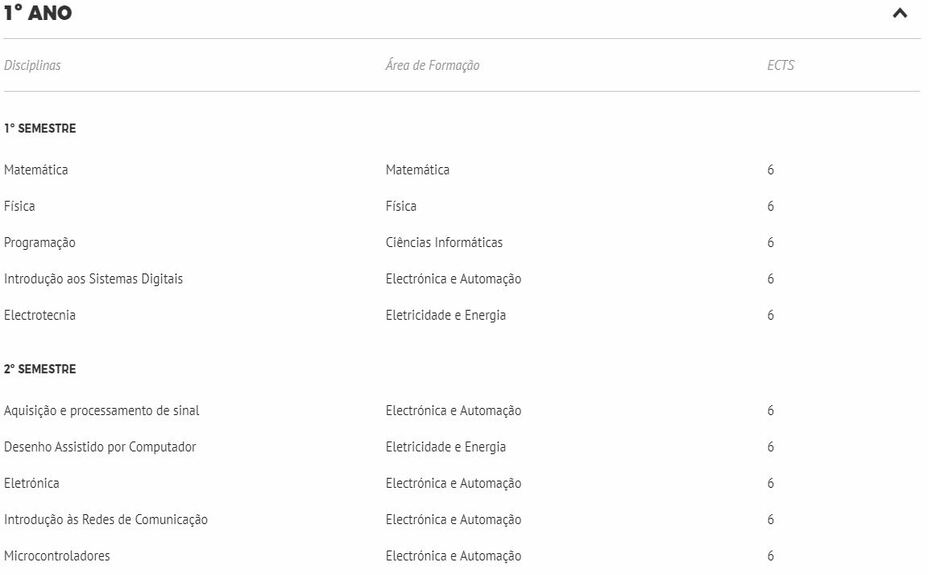 1º ANO
Disciplinas Área de Formação ECTS
1º SEMESTRE
Matemática Matemática 6
Física Física 6
Programação Ciências Informáticas 6
Introdução aos Sistemas Digitais Electrónica e Automação 6
Electrotecnia Eletricidade e Energia 6
2º SEMESTRE
Aquisição e processamento de sinal Electrónica e Automação 6
Desenho Assistido por Computador Eletricidade e Energia 6
Eletrónica Electrónica e Automação 6
Introdução às Redes de Comunicação Electrónica e Automação 6
Microcontroladores Electrónica e Automação 6